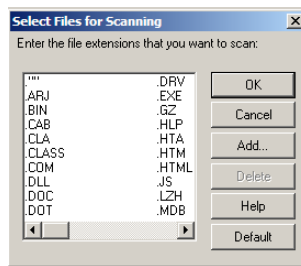 Select Files for Scanning
Enter the file extensions that you want to scan:
.""
.ARJ
.BIN
.CAB
.CLA
.CLASS
.COM
.DLL
.DOC
.DOT
.DRV
.EXE
.GZ
.HLP
.HTA
.HTM
.HTML
.JS
.LZH
.MDB
OK
Cancel
Add...
Delete
Help
Default